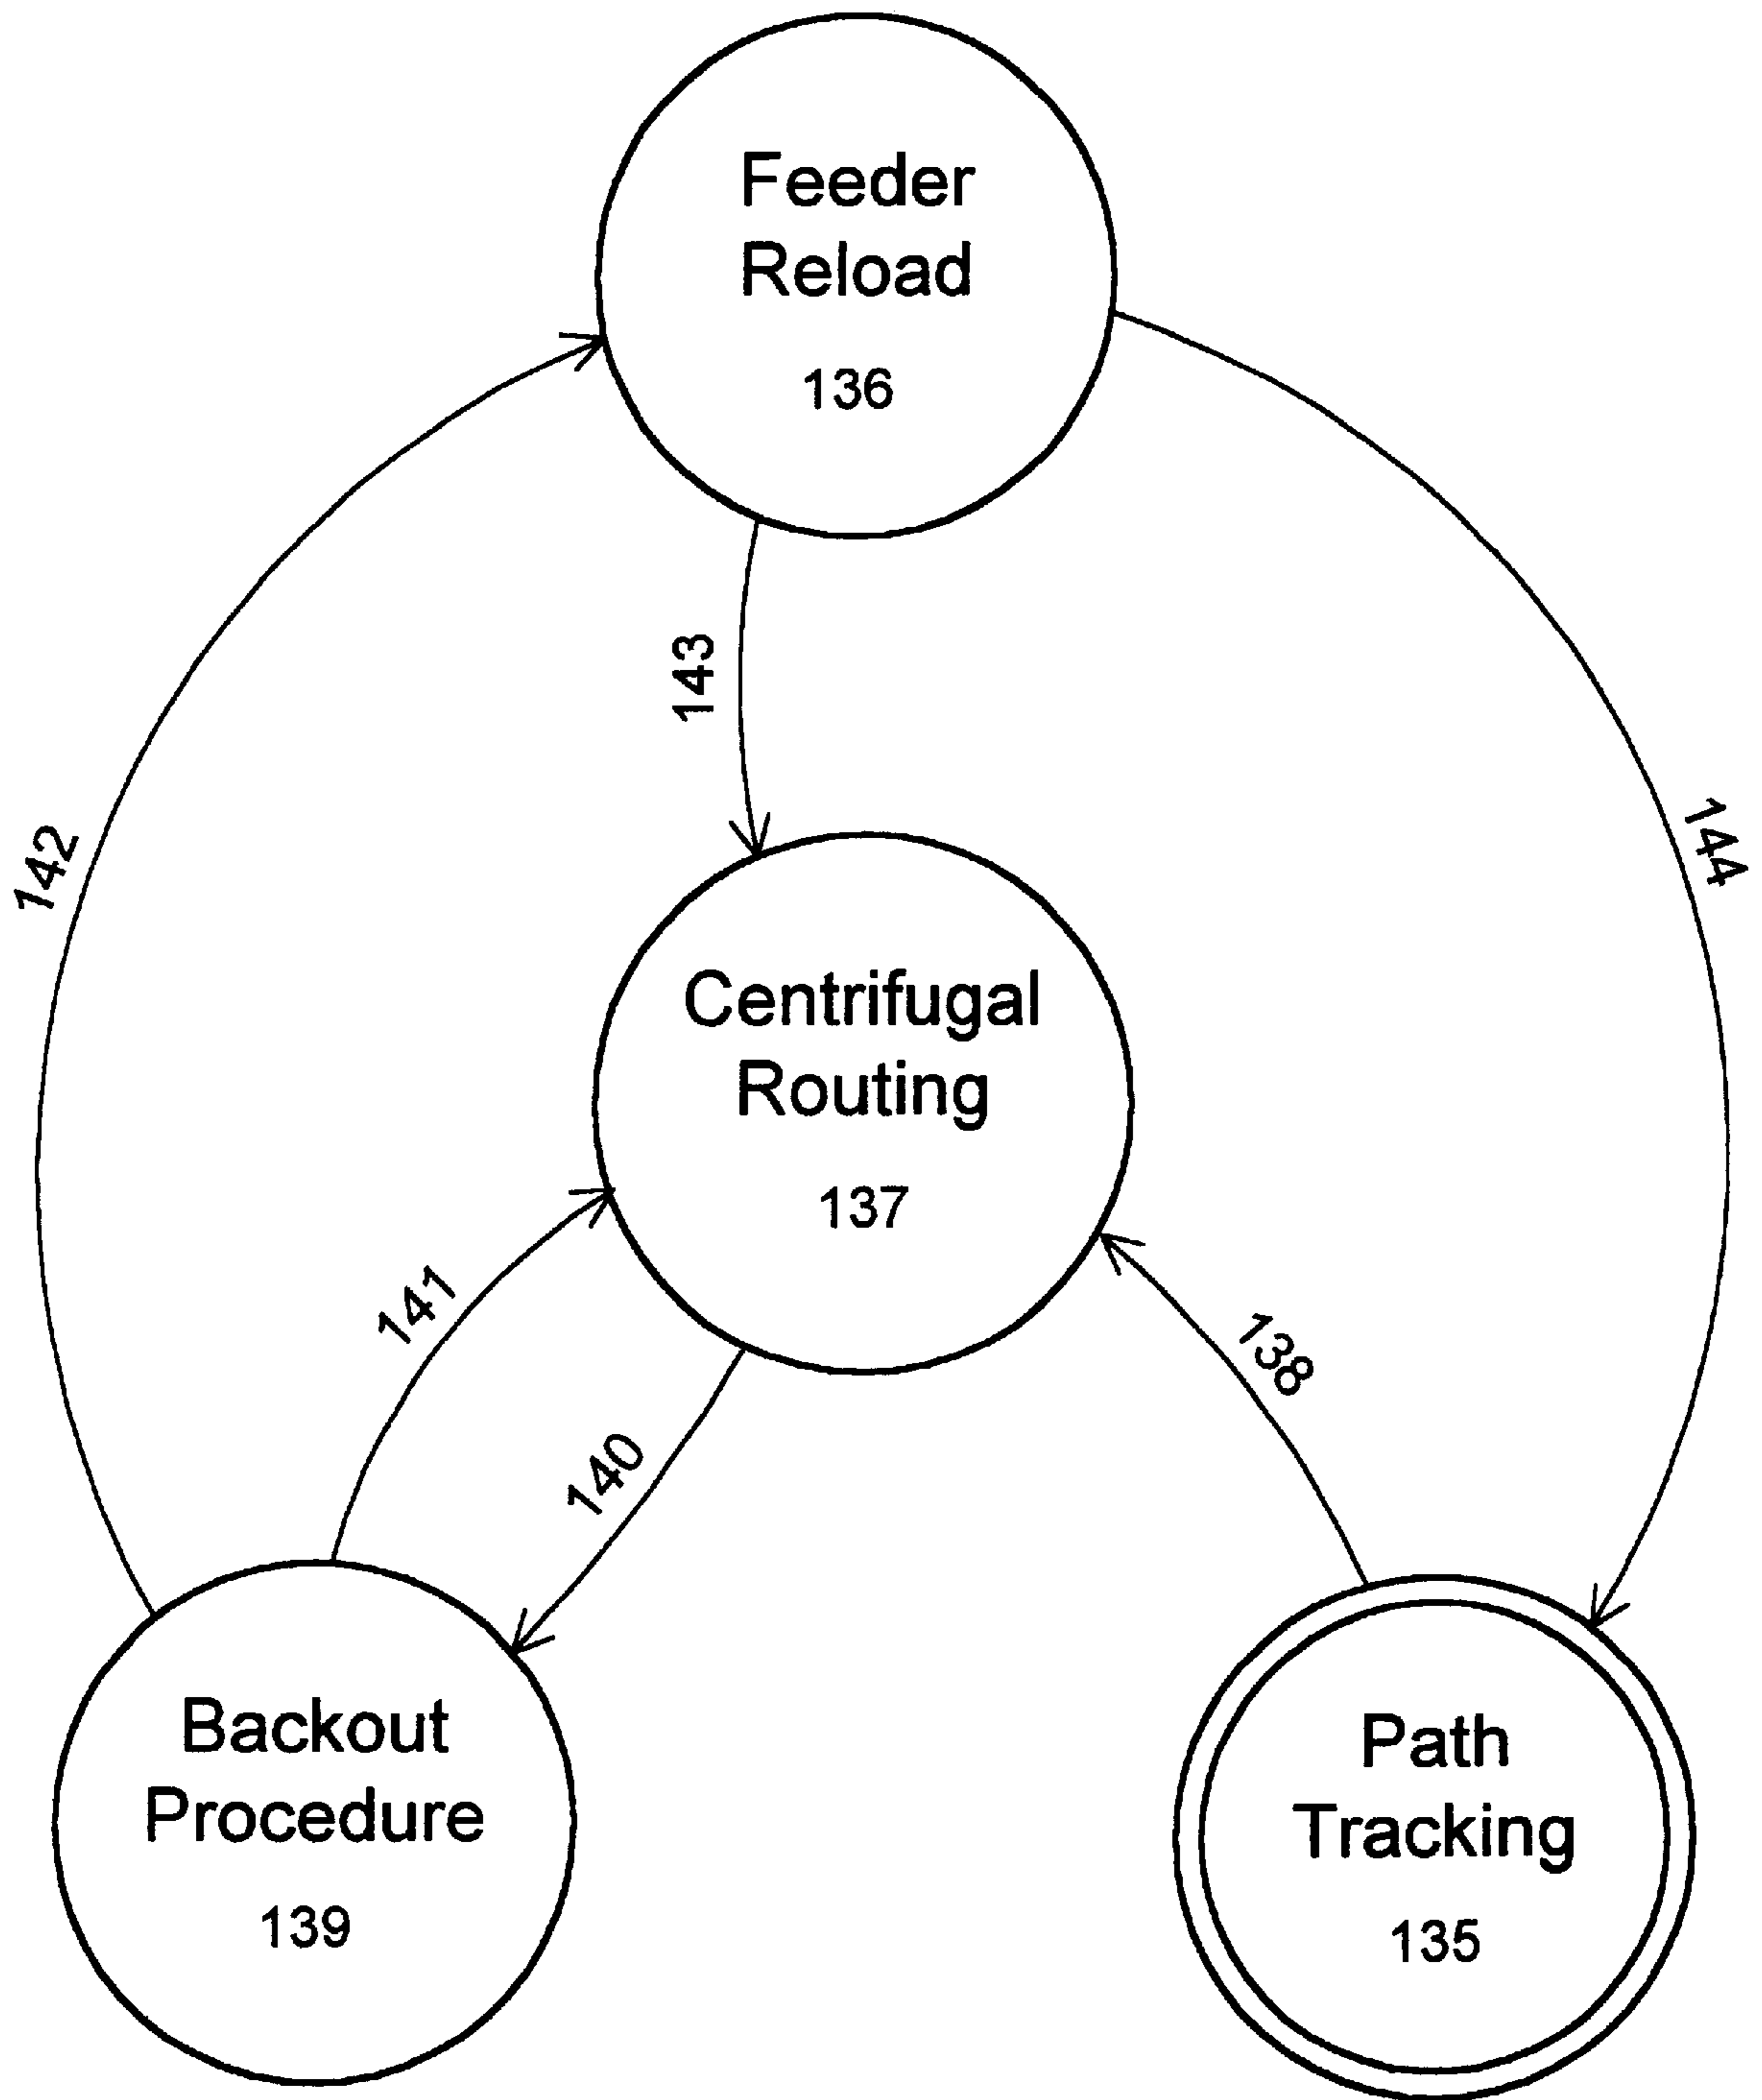 Feeder
Reload
136
143
142
144
Centrifugal
Routing
137
141
138
140
Backout
Procedure
139
Path
Tracking
135